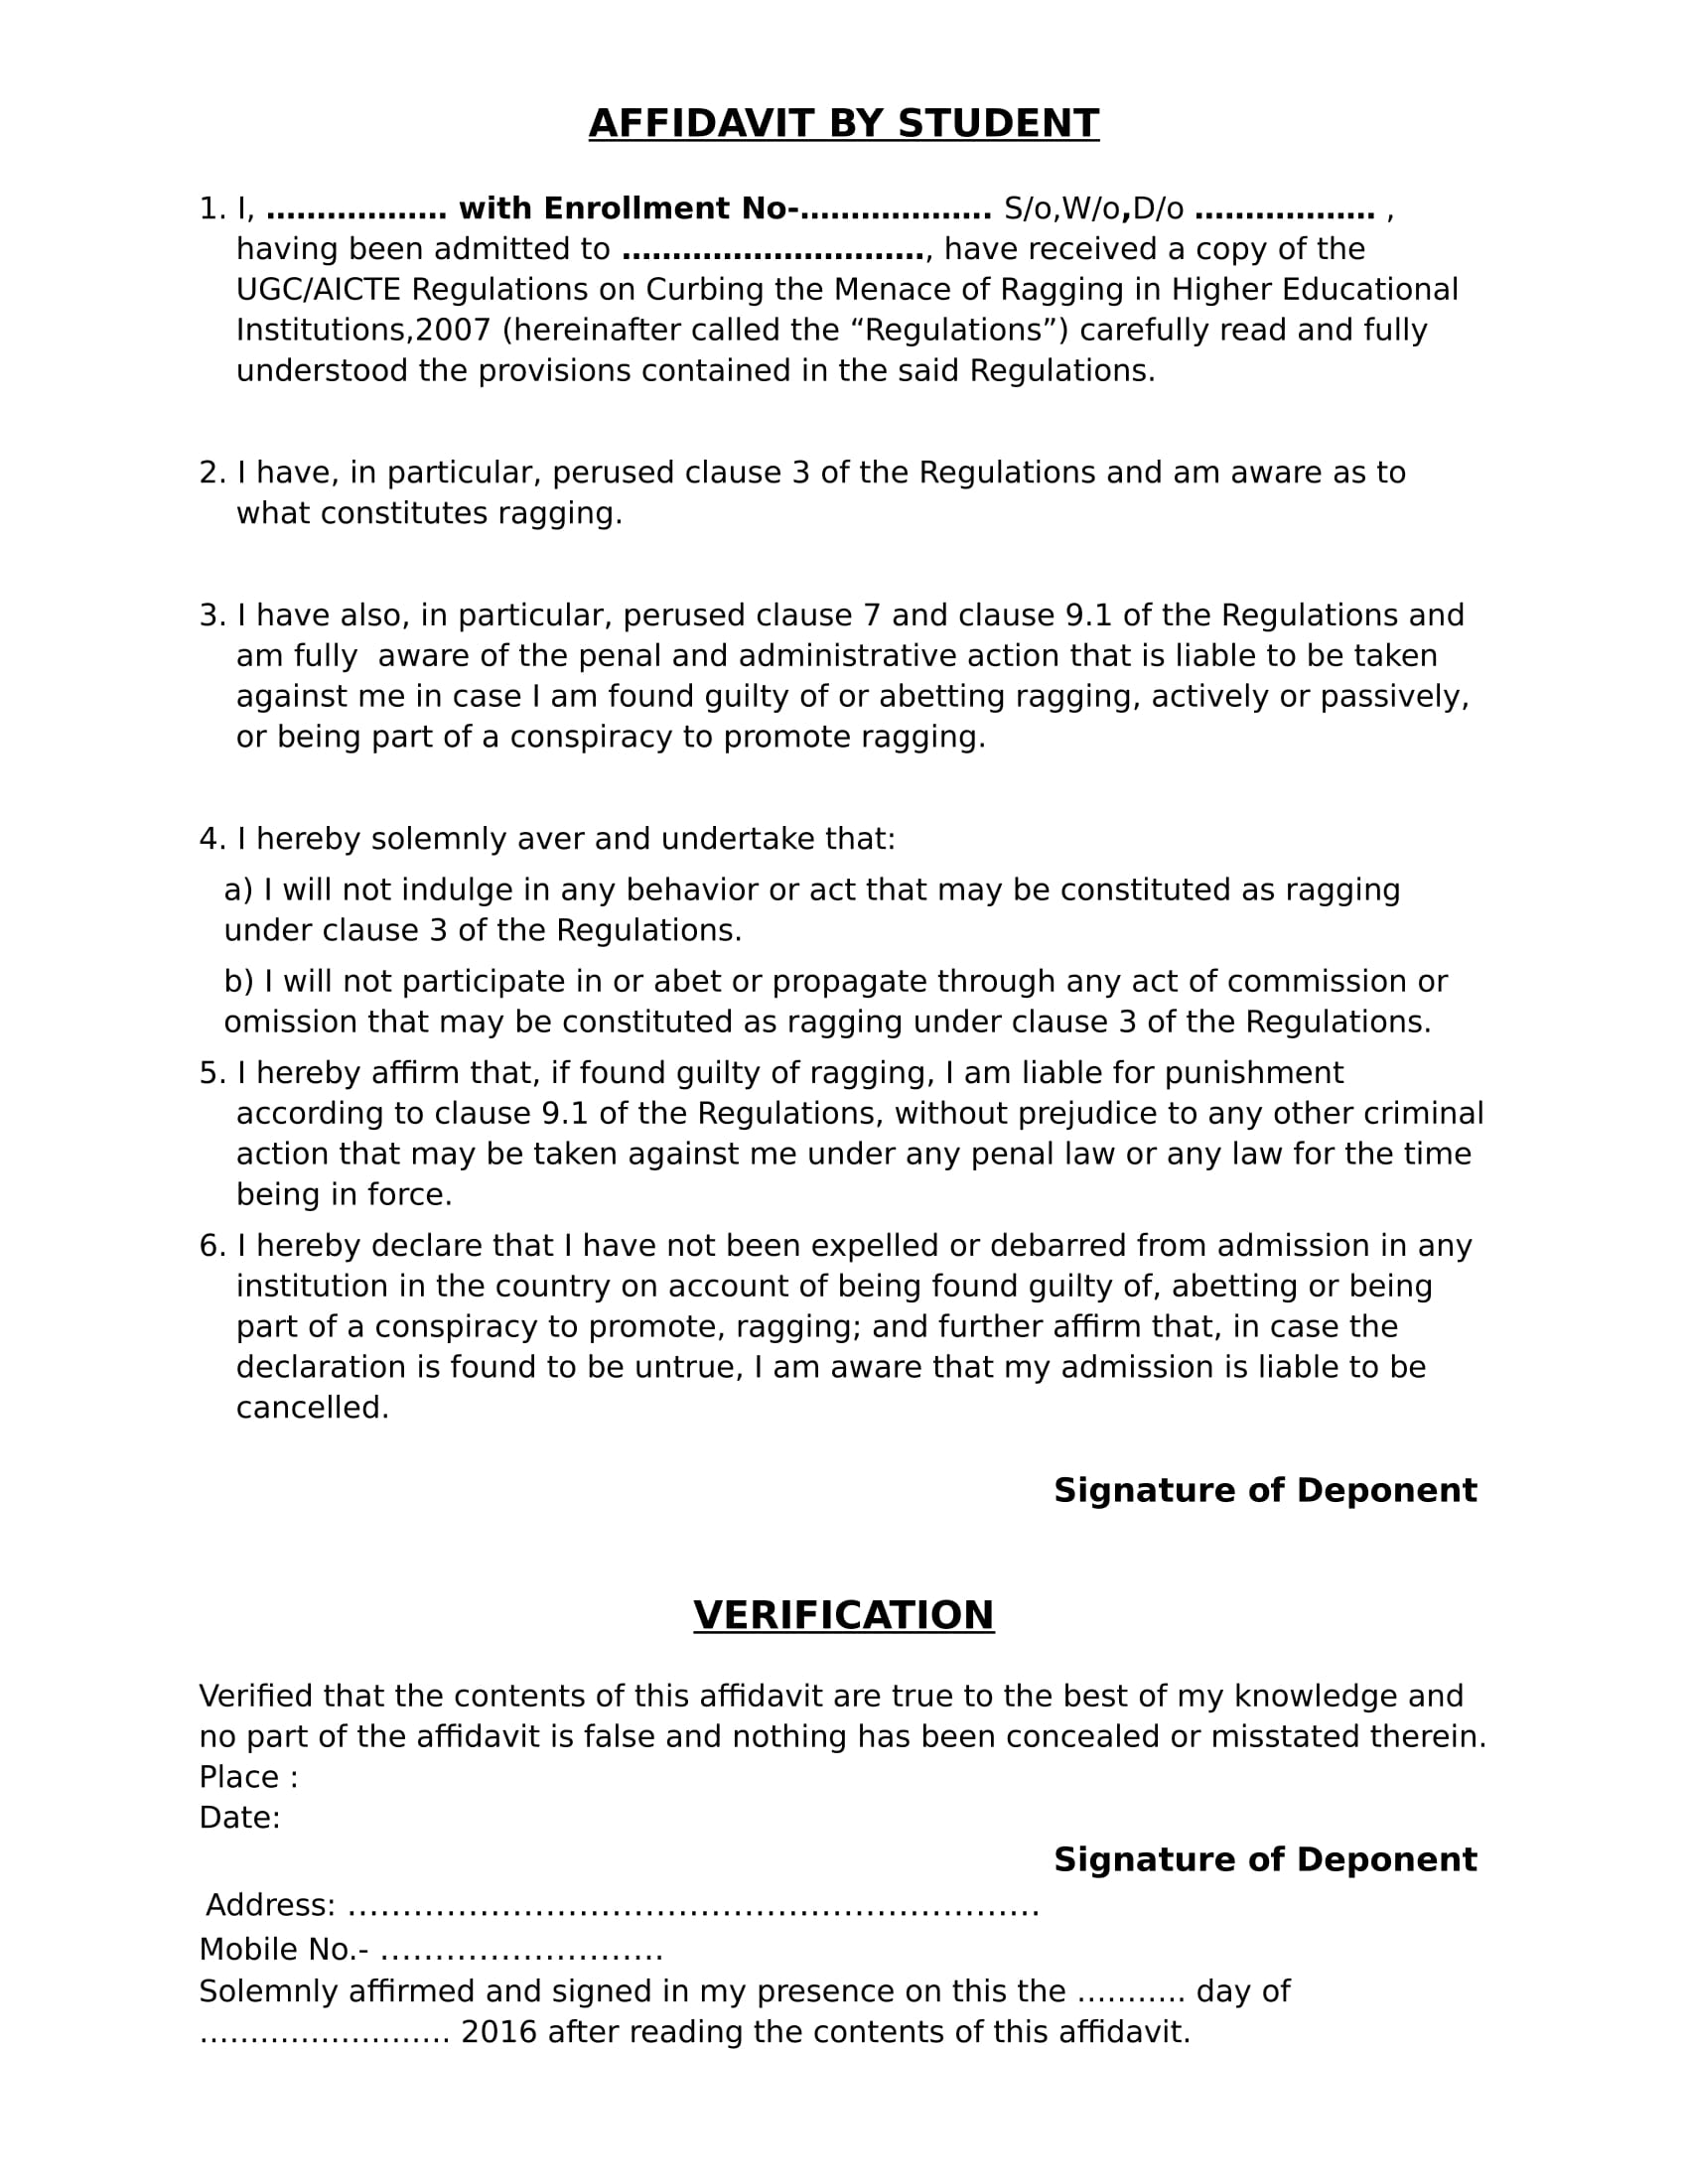 AFFIDAVIT BY STUDENT
1. I, ……………… with Enrollment No-………………. S/o,W/o,D/o ……………… ,
having been admitted to …………………………, have received a copy of the
UGC/AICTE Regulations on Curbing the Menace of Ragging in Higher Educational
Institutions,2007 (hereinafter called the “Regulations”) carefully read and fully
understood the provisions contained in the said Regulations.
2. I have, in particular, perused clause 3 of the Regulations and am aware as to
what constitutes ragging.
3. I have also, in particular, perused clause 7 and clause 9.1 of the Regulations and
am fully  aware of the penal and administrative action that is liable to be taken
against me in case I am found guilty of or abetting ragging, actively or passively,
or being part of a conspiracy to promote ragging.
4. I hereby solemnly aver and undertake that:
a) I will not indulge in any behavior or act that may be constituted as ragging
under clause 3 of the Regulations.
b) I will not participate in or abet or propagate through any act of commission or
omission that may be constituted as ragging under clause 3 of the Regulations.
5. I hereby affirm that, if found guilty of ragging, I am liable for punishment
according to clause 9.1 of the Regulations, without prejudice to any other criminal
action that may be taken against me under any penal law or any law for the time
being in force.
6. I hereby declare that I have not been expelled or debarred from admission in any
institution in the country on account of being found guilty of, abetting or being
part of a conspiracy to promote, ragging; and further affirm that, in case the
declaration is found to be untrue, I am aware that my admission is liable to be
cancelled.
Signature of Deponent
VERIFICATION
Verified that the contents of this affidavit are true to the best of my knowledge and
no part of the affidavit is false and nothing has been concealed or misstated therein.
Place :
Date:
Signature of Deponent
Address: ………………………………………………………
Mobile No.- ……………………..
Solemnly affirmed and signed in my presence on this the ……….. day of
……………………. 2016 after reading the contents of this affidavit.